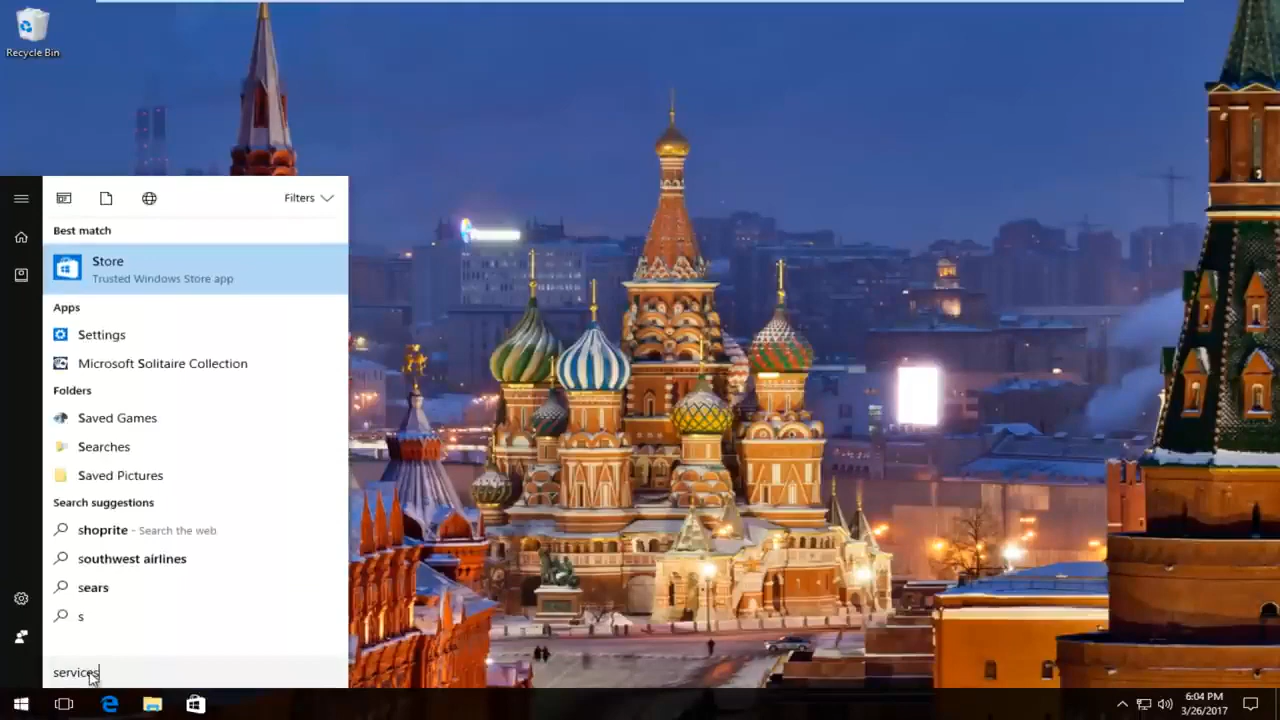 Recycle Bin
Filters
Best match
Store
Trusted Windows Store app
Apps
Settings
Microsoft Solitaire Collection
Folders
Saved Games
Searches
Saved Pictures
Search suggestions
shoprite - Search the web
southwest airlines
sears
s
services
6:04 PM
3/26/2017